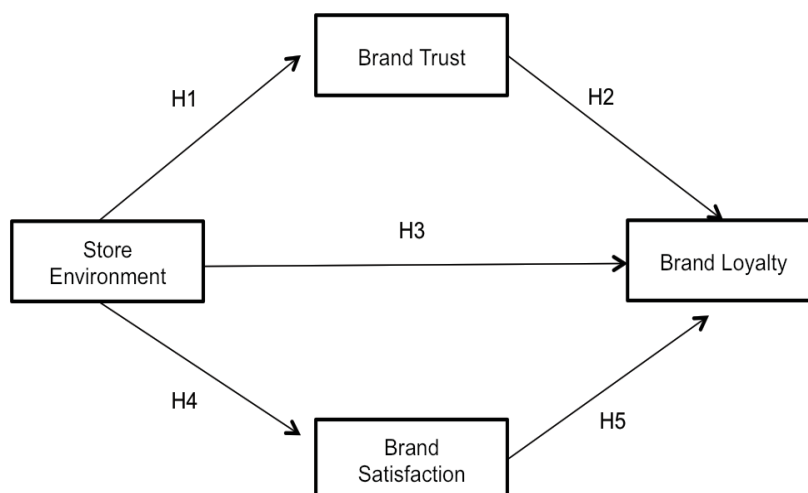 Brand Trust
H1
H2
H3
Store
Environment
Brand Loyalty
H4
H5
Brand
Satisfaction